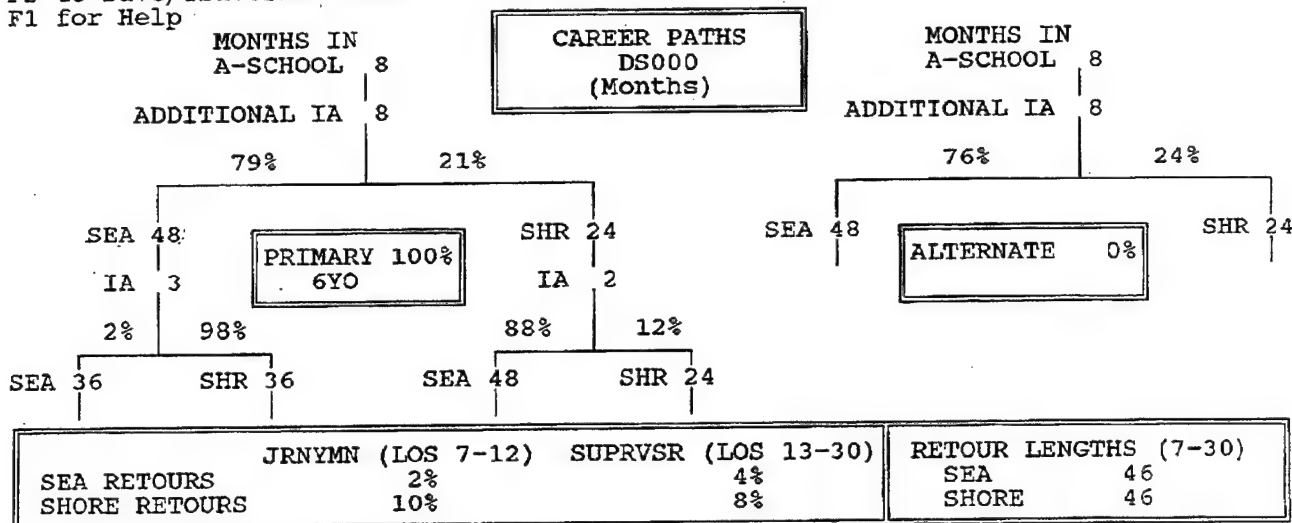 F1 for Help
MONTHS IN
A-SCHOOL 8
ADDITIONAL IA 8
79% 21%
SEA 48
IA 3
SHR 24
IA 2
PRIMARY 100%
6YO
2% 98%
88% 12%
SEA 36 SHR 36 SEA 48 SHR 24
CAREER PATHS
DS000
(Months)
MONTHS IN
A-SCHOOL 8
ADDITIONAL IA 8
76% 24%
SEA 48 SHR 24
ALTERNATE 0%
JRNYMN (LOS 7-12) SUPRVSR (LOS 13-30)
SEA RETOURS 2% 4%
SHORE RETOURS 10% 8%
RETOUR LENGTHS (7-30)
SEA 46
SHORE 46